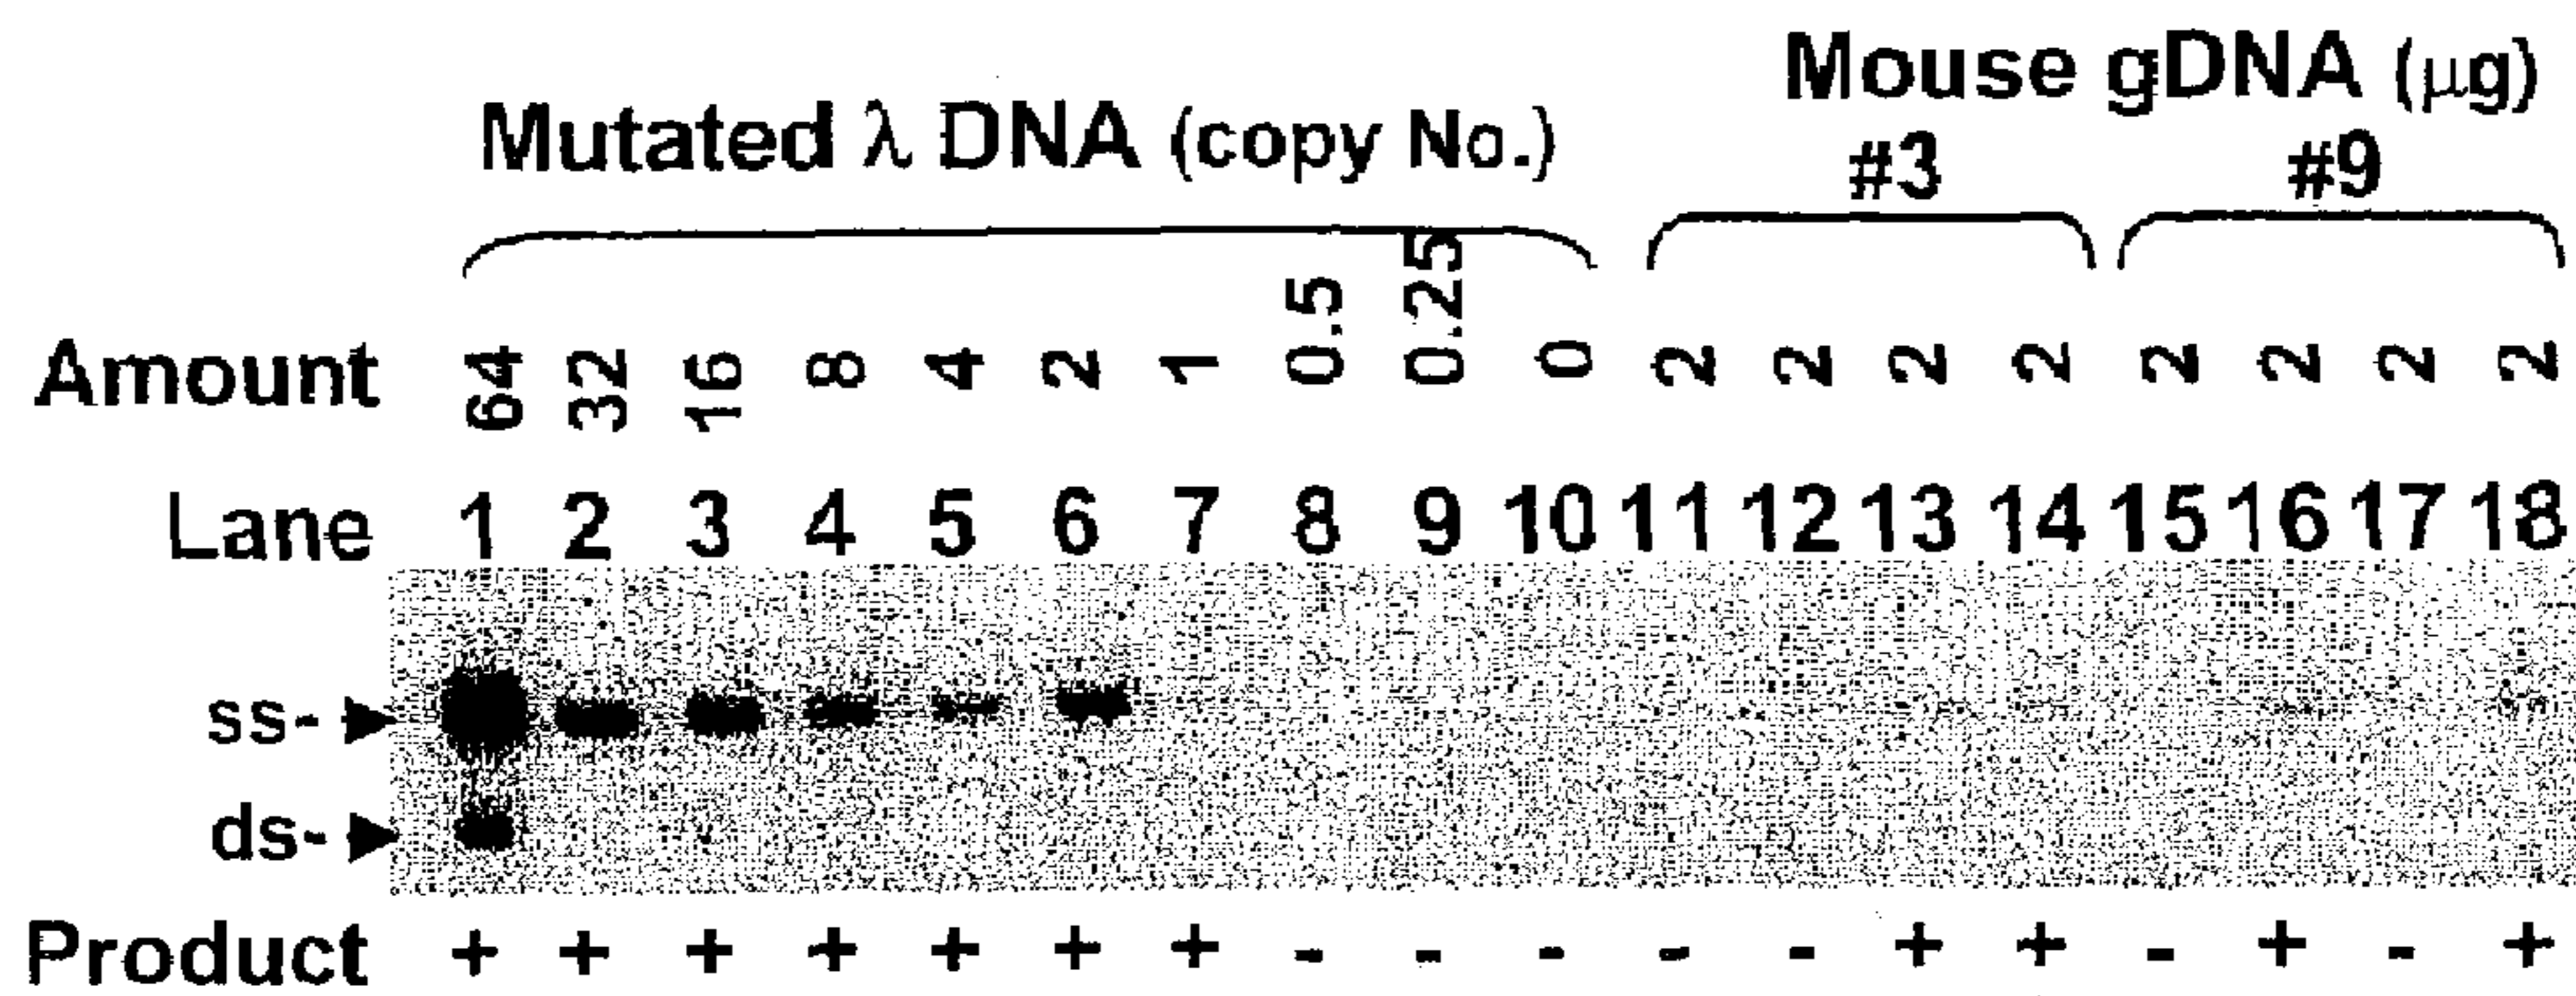 Mouse gDNA (μg)
Mutated λ DNA (copy No.)
#3 #9
Amount 64 32 16 8 4 2 1 0.5 0.25 0 2 2 2 2 2 2 2 2
Lane 1 2 3 4 5 6 7 8 9 10 11 12 13 14 15 16 17 18
ss-
ds-
Product + + + + + + + - - - - - + + - + - +